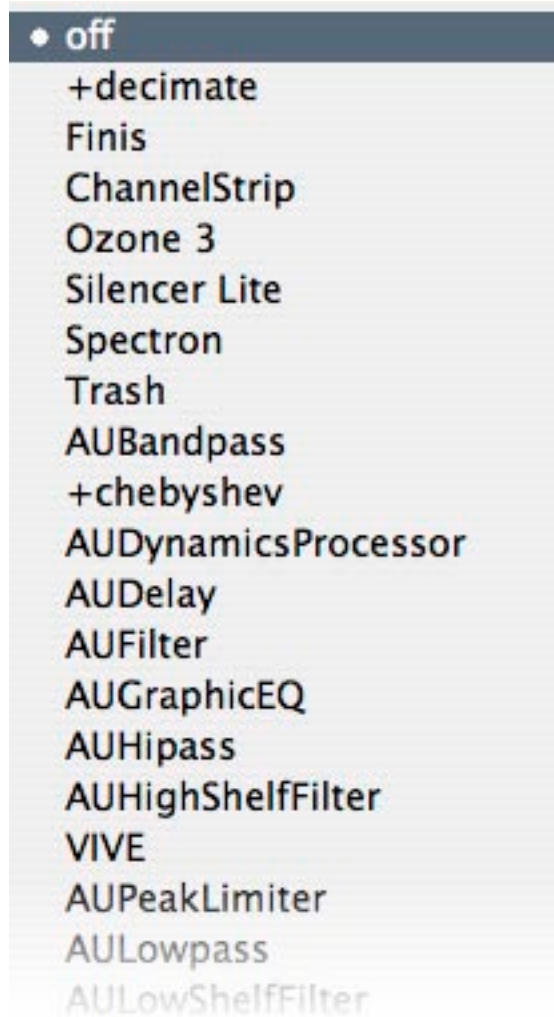 off
+decimate
Finis
ChannelStrip
Ozone 3
Silencer Lite
Spectron
Trash
AUBandpass
+chebyshev
AUDynamicsProcessor
AUDelay
AUFilter
AUGraphicEQ
AUHipass
AUHighShelfFilter
VIVE
AUPeakLimiter
AULowpass
AULowShelfFilter